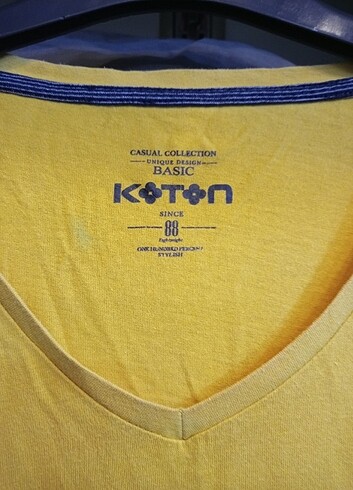 CASUAL COLLECTION
UNIQUE DESIGN
BASIC
KOTON
SINCE
88
ONE HUNDRED PERCENT
STYLISH